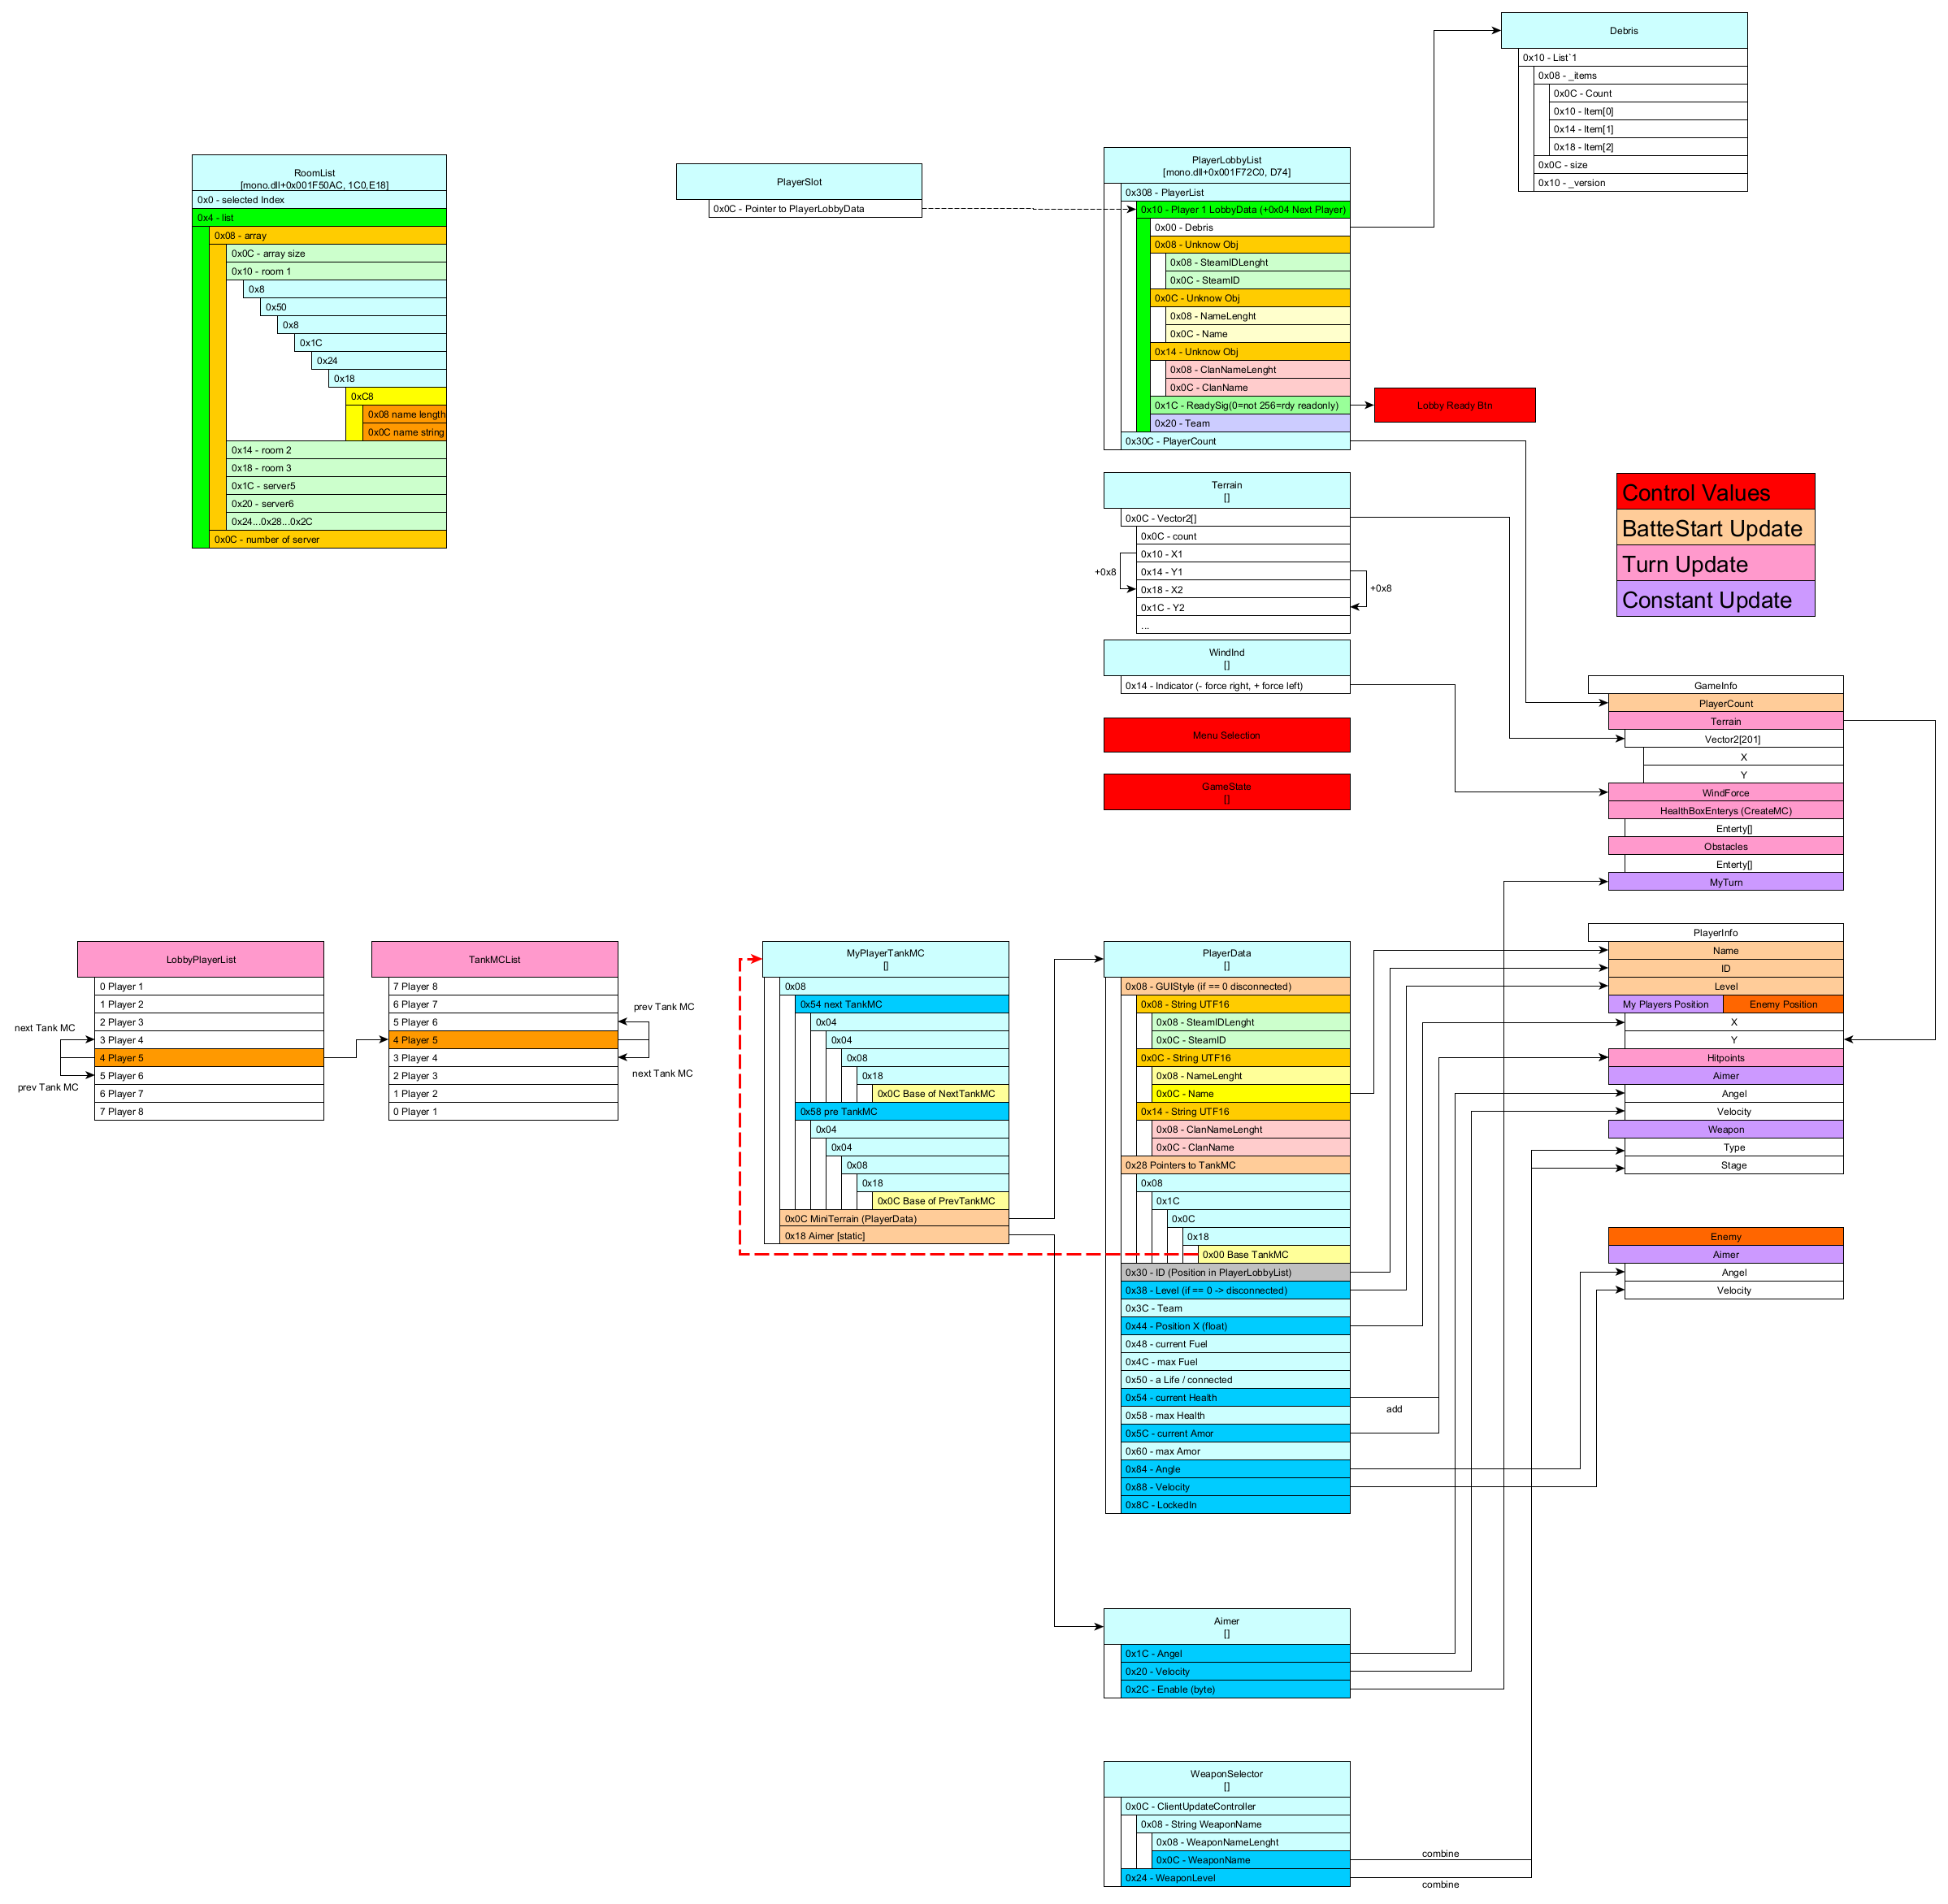 Debris
0x10 - List`1
0x08 - _items
0x0C - Count
0x10 - Item[0]
0x14 - Item[1]
0x18 - Item[2]
0x0C - size
0x10 - _version
RoomList
[mono.dll+0x001F50AC, 1C0,E18]
0x0 - selected Index
0x4 - list
0x08 - array
0x0C - array size
0x10 - room 1
0x8
0x50
0x8
0x1C
0x24
0x18
0xC8
0x08 name length
0x0C name string
0x14 - room 2
0x18 - room 3
0x1C - server5
0x20 - server6
0x24...0x28...0x2C
0x0C - number of server
PlayerSlot
0x0C - Pointer to PlayerLobbyData
PlayerLobbyList
[mono.dll+0x001F72C0, D74]
0x308 - PlayerList
0x10 - Player 1 LobbyData (+0x04 Next Player)
0x00 - Debris
0x08 - Unknow Obj
0x08 - SteamIDLenght
0x0C - SteamID
0x0C - Unknow Obj
0x08 - NameLenght
0x0C - Name
0x14 - Unknow Obj
0x08 - ClanNameLenght
0x0C - ClanName
0x1C - ReadySig(0=not 256=rdy readonly)
0x20 - Team
0x30C - PlayerCount
Lobby Ready Btn
Terrain
[]
0x0C - Vector2[]
0x0C - count
0x10 - X1
0x14 - Y1
0x18 - X2
0x1C - Y2
...
+0x8
+0x8
WindInd
[]
0x14 - Indicator (- force right, + force left)
Menu Selection
GameState
[]
Control Values
BatteStart Update
Turn Update
Constant Update
GameInfo
PlayerCount
Terrain
Vector2[201]
X
Y
WindForce
HealthBoxEnterys (CreateMC)
Enterty[]
Obstacles
Enterty[]
MyTurn
LobbyPlayerList
0 Player 1
1 Player 2
2 Player 3
3 Player 4
4 Player 5
5 Player 6
6 Player 7
7 Player 8
next Tank MC
prev Tank MC
TankMCList
7 Player 8
6 Player 7
5 Player 6
4 Player 5
3 Player 4
2 Player 3
1 Player 2
0 Player 1
prev Tank MC
next Tank MC
MyPlayerTankMC
[]
0x08
0x54 next TankMC
0x04
0x04
0x08
0x18
0x0C Base of NextTankMC
0x58 pre TankMC
0x04
0x04
0x08
0x18
0x0C Base of PrevTankMC
0x0C MiniTerrain (PlayerData)
0x18 Aimer [static]
PlayerData
[]
0x08 - GUIStyle (if == 0 disconnected)
0x08 - String UTF16
0x08 - SteamIDLenght
0x0C - SteamID
0x0C - String UTF16
0x08 - NameLenght
0x0C - Name
0x14 - String UTF16
0x08 - ClanNameLenght
0x0C - ClanName
0x28 Pointers to TankMC
0x08
0x1C
0x0C
0x18
0x00 Base TankMC
0x30 - ID (Position in PlayerLobbyList)
0x38 - Level (if == 0 -> disconnected)
0x3C - Team
0x44 - Position X (float)
0x48 - current Fuel
0x4C - max Fuel
0x50 - a Life / connected
0x54 - current Health
0x58 - max Health
0x5C - current Amor
0x60 - max Amor
0x84 - Angle
0x88 - Velocity
0x8C - LockedIn
add
PlayerInfo
Name
ID
Level
My Players Position
Enemy Position
X
Y
Hitpoints
Aimer
Angel
Velocity
Weapon
Type
Stage
Enemy
Aimer
Angel
Velocity
Aimer
[]
0x1C - Angel
0x20 - Velocity
0x2C - Enable (byte)
WeaponSelector
[]
0x0C - ClientUpdateController
0x08 - String WeaponName
0x08 - WeaponNameLenght
0x0C - WeaponName
0x24 - WeaponLevel
combine
combine